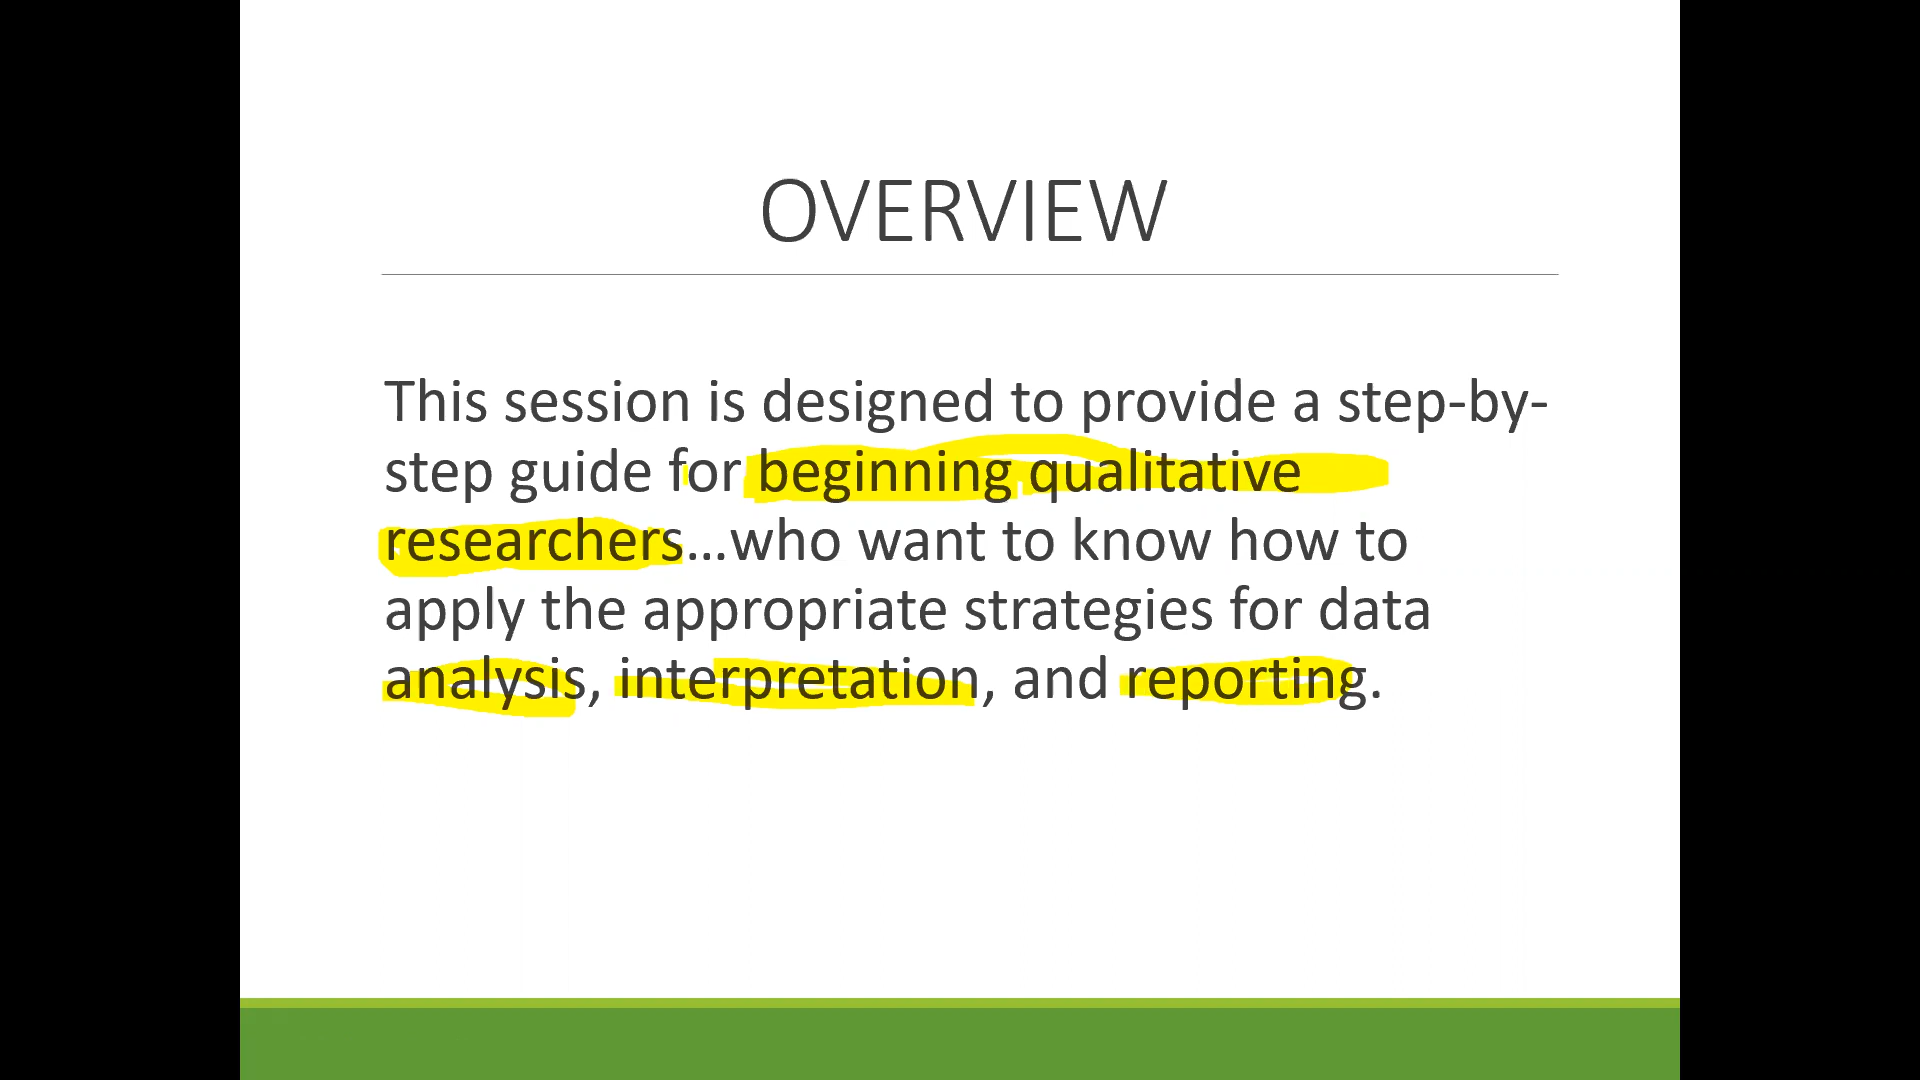 OVERVIEW
This session is designed to provide a step-by-
step guide for beginning qualitative
researchers...who want to know how to
apply the appropriate strategies for data
analysis, interpretation, and reporting.